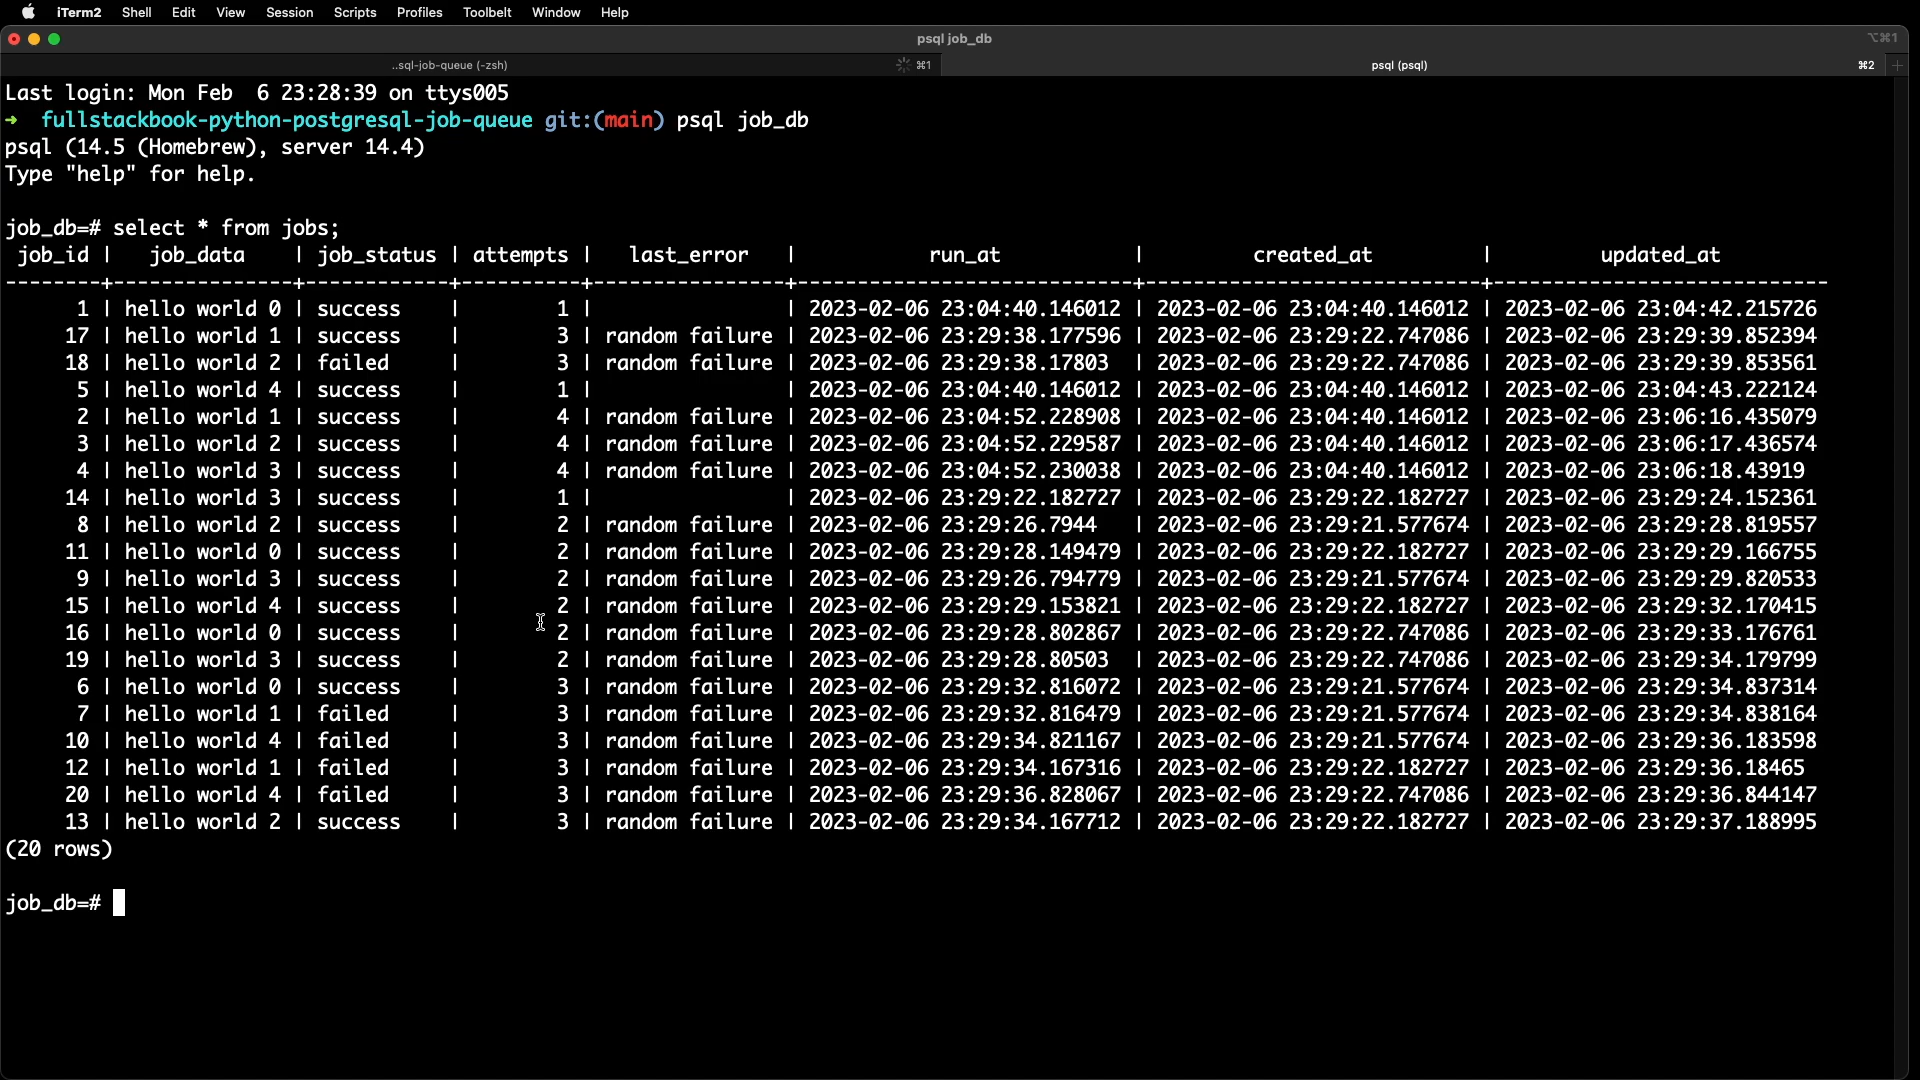 iTerm2 Shell Edit View Session Scripts Profiles Toolbelt Window Help
psql job_db ⌥⌘1
..sql-job-queue (-zsh) ⌘1 psql (psql) ⌘2
Last login: Mon Feb  6 23:28:39 on ttys005
→  fullstackbook-python-postgresql-job-queue git:(main) psql job_db
psql (14.5 (Homebrew), server 14.4)
Type "help" for help.
job_db=# select * from jobs;
 job_id |   job_data    | job_status | attempts |   last_error   |           run_at           |         created_at         |         updated_at
--------+---------------+------------+----------+----------------+----------------------------+----------------------------+----------------------------
      1 | hello world 0 | success    |        1 |                | 2023-02-06 23:04:40.146012 | 2023-02-06 23:04:40.146012 | 2023-02-06 23:04:42.215726
     17 | hello world 1 | success    |        3 | random failure | 2023-02-06 23:29:38.177596 | 2023-02-06 23:29:22.747086 | 2023-02-06 23:29:39.852394
     18 | hello world 2 | failed     |        3 | random failure | 2023-02-06 23:29:38.17803  | 2023-02-06 23:29:22.747086 | 2023-02-06 23:29:39.853561
      5 | hello world 4 | success    |        1 |                | 2023-02-06 23:04:40.146012 | 2023-02-06 23:04:40.146012 | 2023-02-06 23:04:43.222124
      2 | hello world 1 | success    |        4 | random failure | 2023-02-06 23:04:52.228908 | 2023-02-06 23:04:40.146012 | 2023-02-06 23:06:16.435079
      3 | hello world 2 | success    |        4 | random failure | 2023-02-06 23:04:52.229587 | 2023-02-06 23:04:40.146012 | 2023-02-06 23:06:17.436574
      4 | hello world 3 | success    |        4 | random failure | 2023-02-06 23:04:52.230038 | 2023-02-06 23:04:40.146012 | 2023-02-06 23:06:18.43919
     14 | hello world 3 | success    |        1 |                | 2023-02-06 23:29:22.182727 | 2023-02-06 23:29:22.182727 | 2023-02-06 23:29:24.152361
      8 | hello world 2 | success    |        2 | random failure | 2023-02-06 23:29:26.7944   | 2023-02-06 23:29:21.577674 | 2023-02-06 23:29:28.819557
     11 | hello world 0 | success    |        2 | random failure | 2023-02-06 23:29:28.149479 | 2023-02-06 23:29:22.182727 | 2023-02-06 23:29:29.166755
      9 | hello world 3 | success    |        2 | random failure | 2023-02-06 23:29:26.794779 | 2023-02-06 23:29:21.577674 | 2023-02-06 23:29:29.820533
     15 | hello world 4 | success    |        2 | random failure | 2023-02-06 23:29:29.153821 | 2023-02-06 23:29:22.182727 | 2023-02-06 23:29:32.170415
     16 | hello world 0 | success    |        2 | random failure | 2023-02-06 23:29:28.802867 | 2023-02-06 23:29:22.747086 | 2023-02-06 23:29:33.176761
     19 | hello world 3 | success    |        2 | random failure | 2023-02-06 23:29:28.80503  | 2023-02-06 23:29:22.747086 | 2023-02-06 23:29:34.179799
      6 | hello world 0 | success    |        3 | random failure | 2023-02-06 23:29:32.816072 | 2023-02-06 23:29:21.577674 | 2023-02-06 23:29:34.837314
      7 | hello world 1 | failed     |        3 | random failure | 2023-02-06 23:29:32.816479 | 2023-02-06 23:29:21.577674 | 2023-02-06 23:29:34.838164
     10 | hello world 4 | failed     |        3 | random failure | 2023-02-06 23:29:34.821167 | 2023-02-06 23:29:21.577674 | 2023-02-06 23:29:36.183598
     12 | hello world 1 | failed     |        3 | random failure | 2023-02-06 23:29:34.167316 | 2023-02-06 23:29:22.182727 | 2023-02-06 23:29:36.18465
     20 | hello world 4 | failed     |        3 | random failure | 2023-02-06 23:29:36.828067 | 2023-02-06 23:29:22.747086 | 2023-02-06 23:29:36.844147
     13 | hello world 2 | success    |        3 | random failure | 2023-02-06 23:29:34.167712 | 2023-02-06 23:29:22.182727 | 2023-02-06 23:29:37.188995
(20 rows)
job_db=#